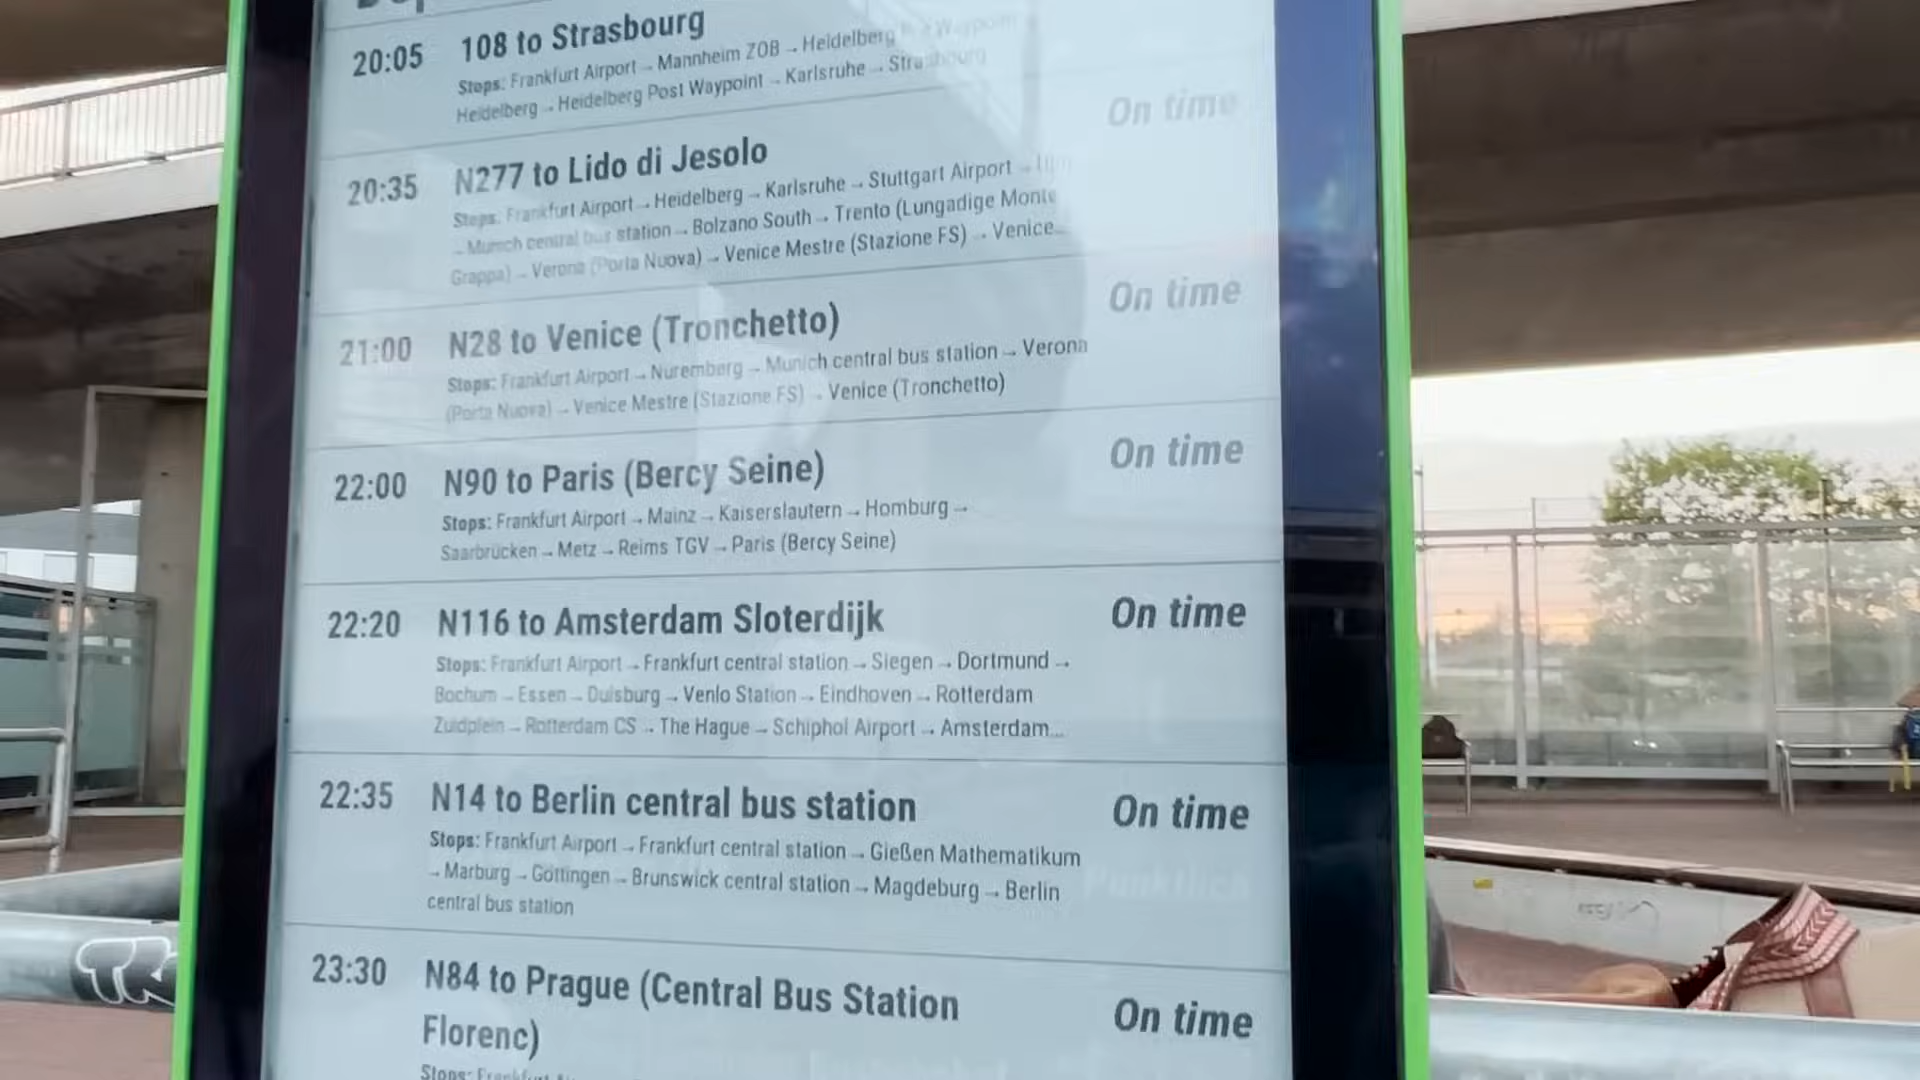 20:05 108 to Strasbourg
Stops: Frankfurt Airport → Mannheim ZOB → Heidelberg
Heidelberg → Heidelberg Post Waypoint → Karlsruhe → Strasbourg
On time
20:35 N277 to Lido di Jesolo
Stops: Frankfurt Airport → Heidelberg → Karlsruhe → Stuttgart Airport →
→ Munich central bus station → Bolzano South → Trento (Lungadige Monte
Grappa) → Verona (Porta Nuova) → Venice Mestre (Stazione FS) → Venice...
On time
21:00 N28 to Venice (Tronchetto)
Stops: Frankfurt Airport → Nuremberg → Munich central bus station → Verona
(Porta Nuova) → Venice Mestre (Stazione FS) → Venice (Tronchetto)
On time
22:00 N90 to Paris (Bercy Seine)
Stops: Frankfurt Airport → Mainz → Kaiserslautern → Homburg →
Saarbrücken → Metz → Reims TGV → Paris (Bercy Seine)
22:20 N116 to Amsterdam Sloterdijk On time
Stops: Frankfurt Airport → Frankfurt central station → Siegen → Dortmund →
Bochum → Essen → Duisburg → Venlo Station → Eindhoven → Rotterdam
Zuidplein → Rotterdam CS → The Hague → Schiphol Airport → Amsterdam...
22:35 N14 to Berlin central bus station On time
Stops: Frankfurt Airport → Frankfurt central station → Gießen Mathematikum
→ Marburg → Göttingen → Brunswick central station → Magdeburg → Berlin
central bus station
23:30 N84 to Prague (Central Bus Station On time
Florenc)
Stops: